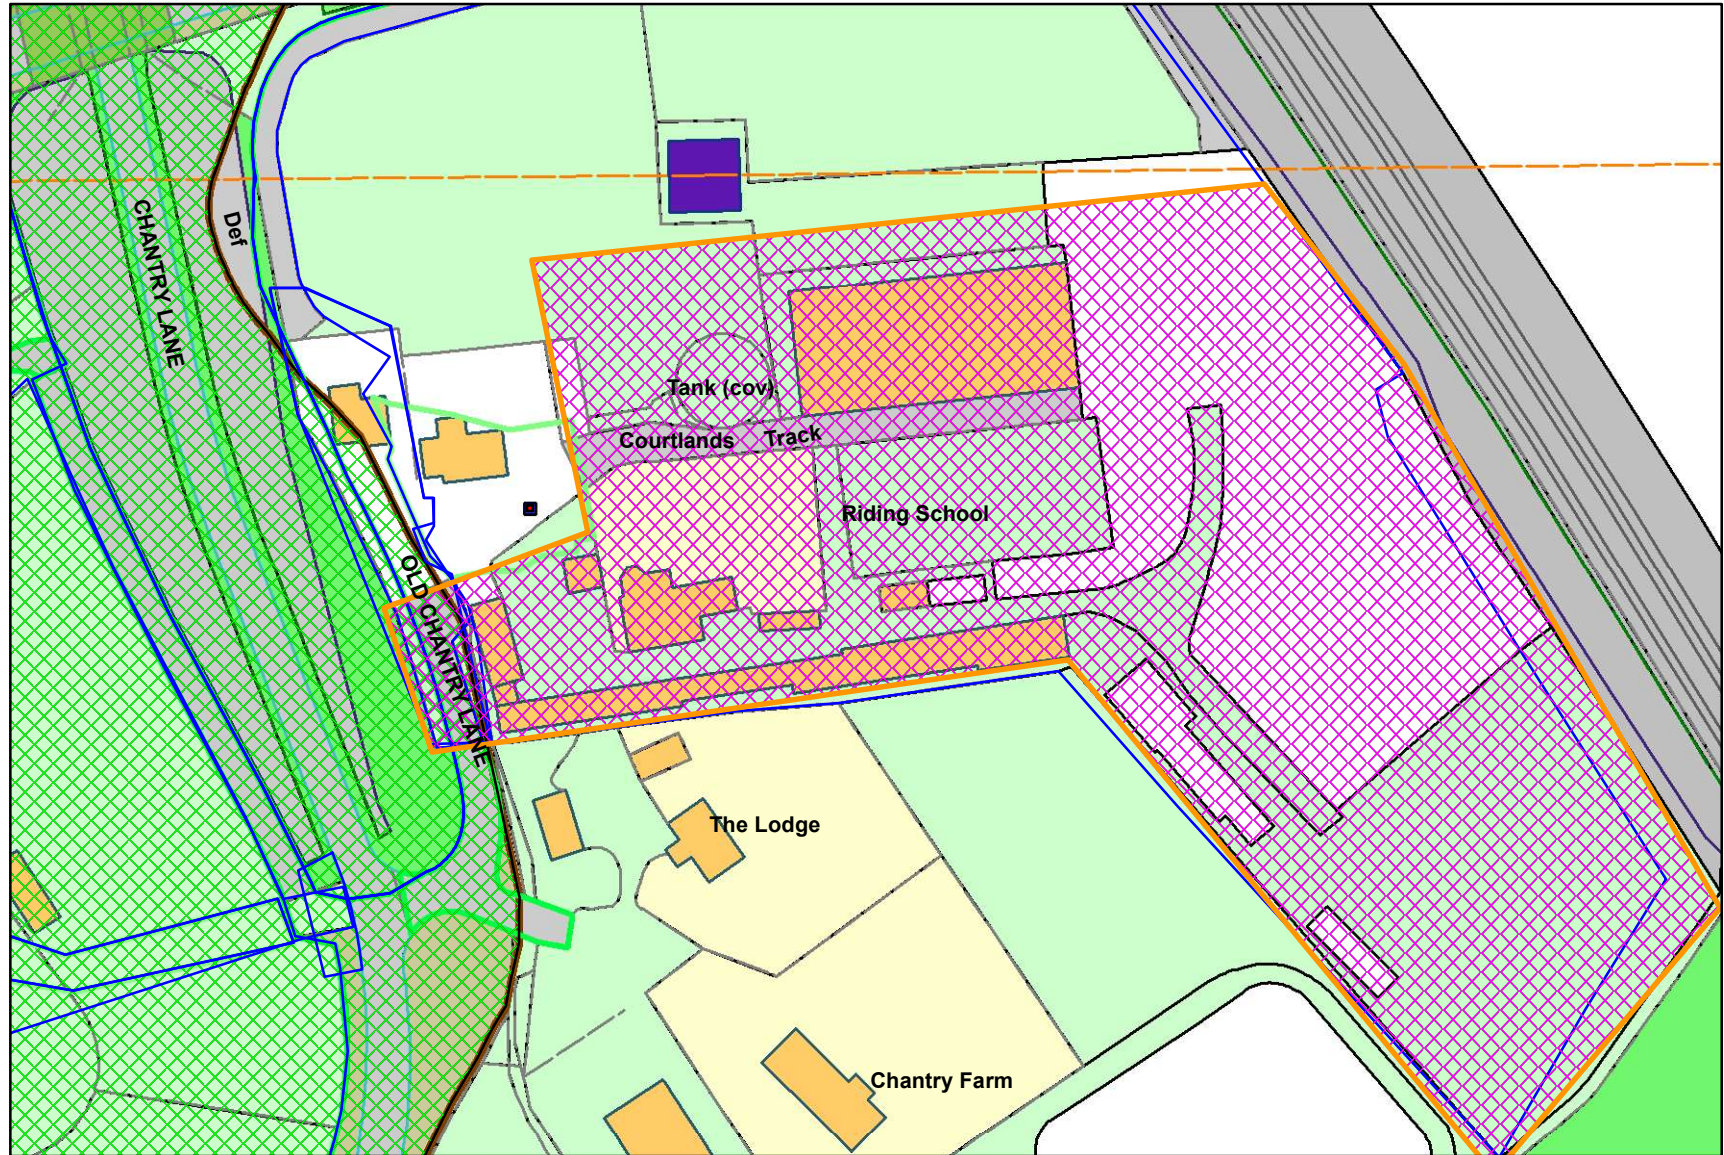 CHANTRY LANE
Def
Tank (cov)
Courtlands
Track
Riding School
OLD CHANTRY LANE
The Lodge
Chantry Farm